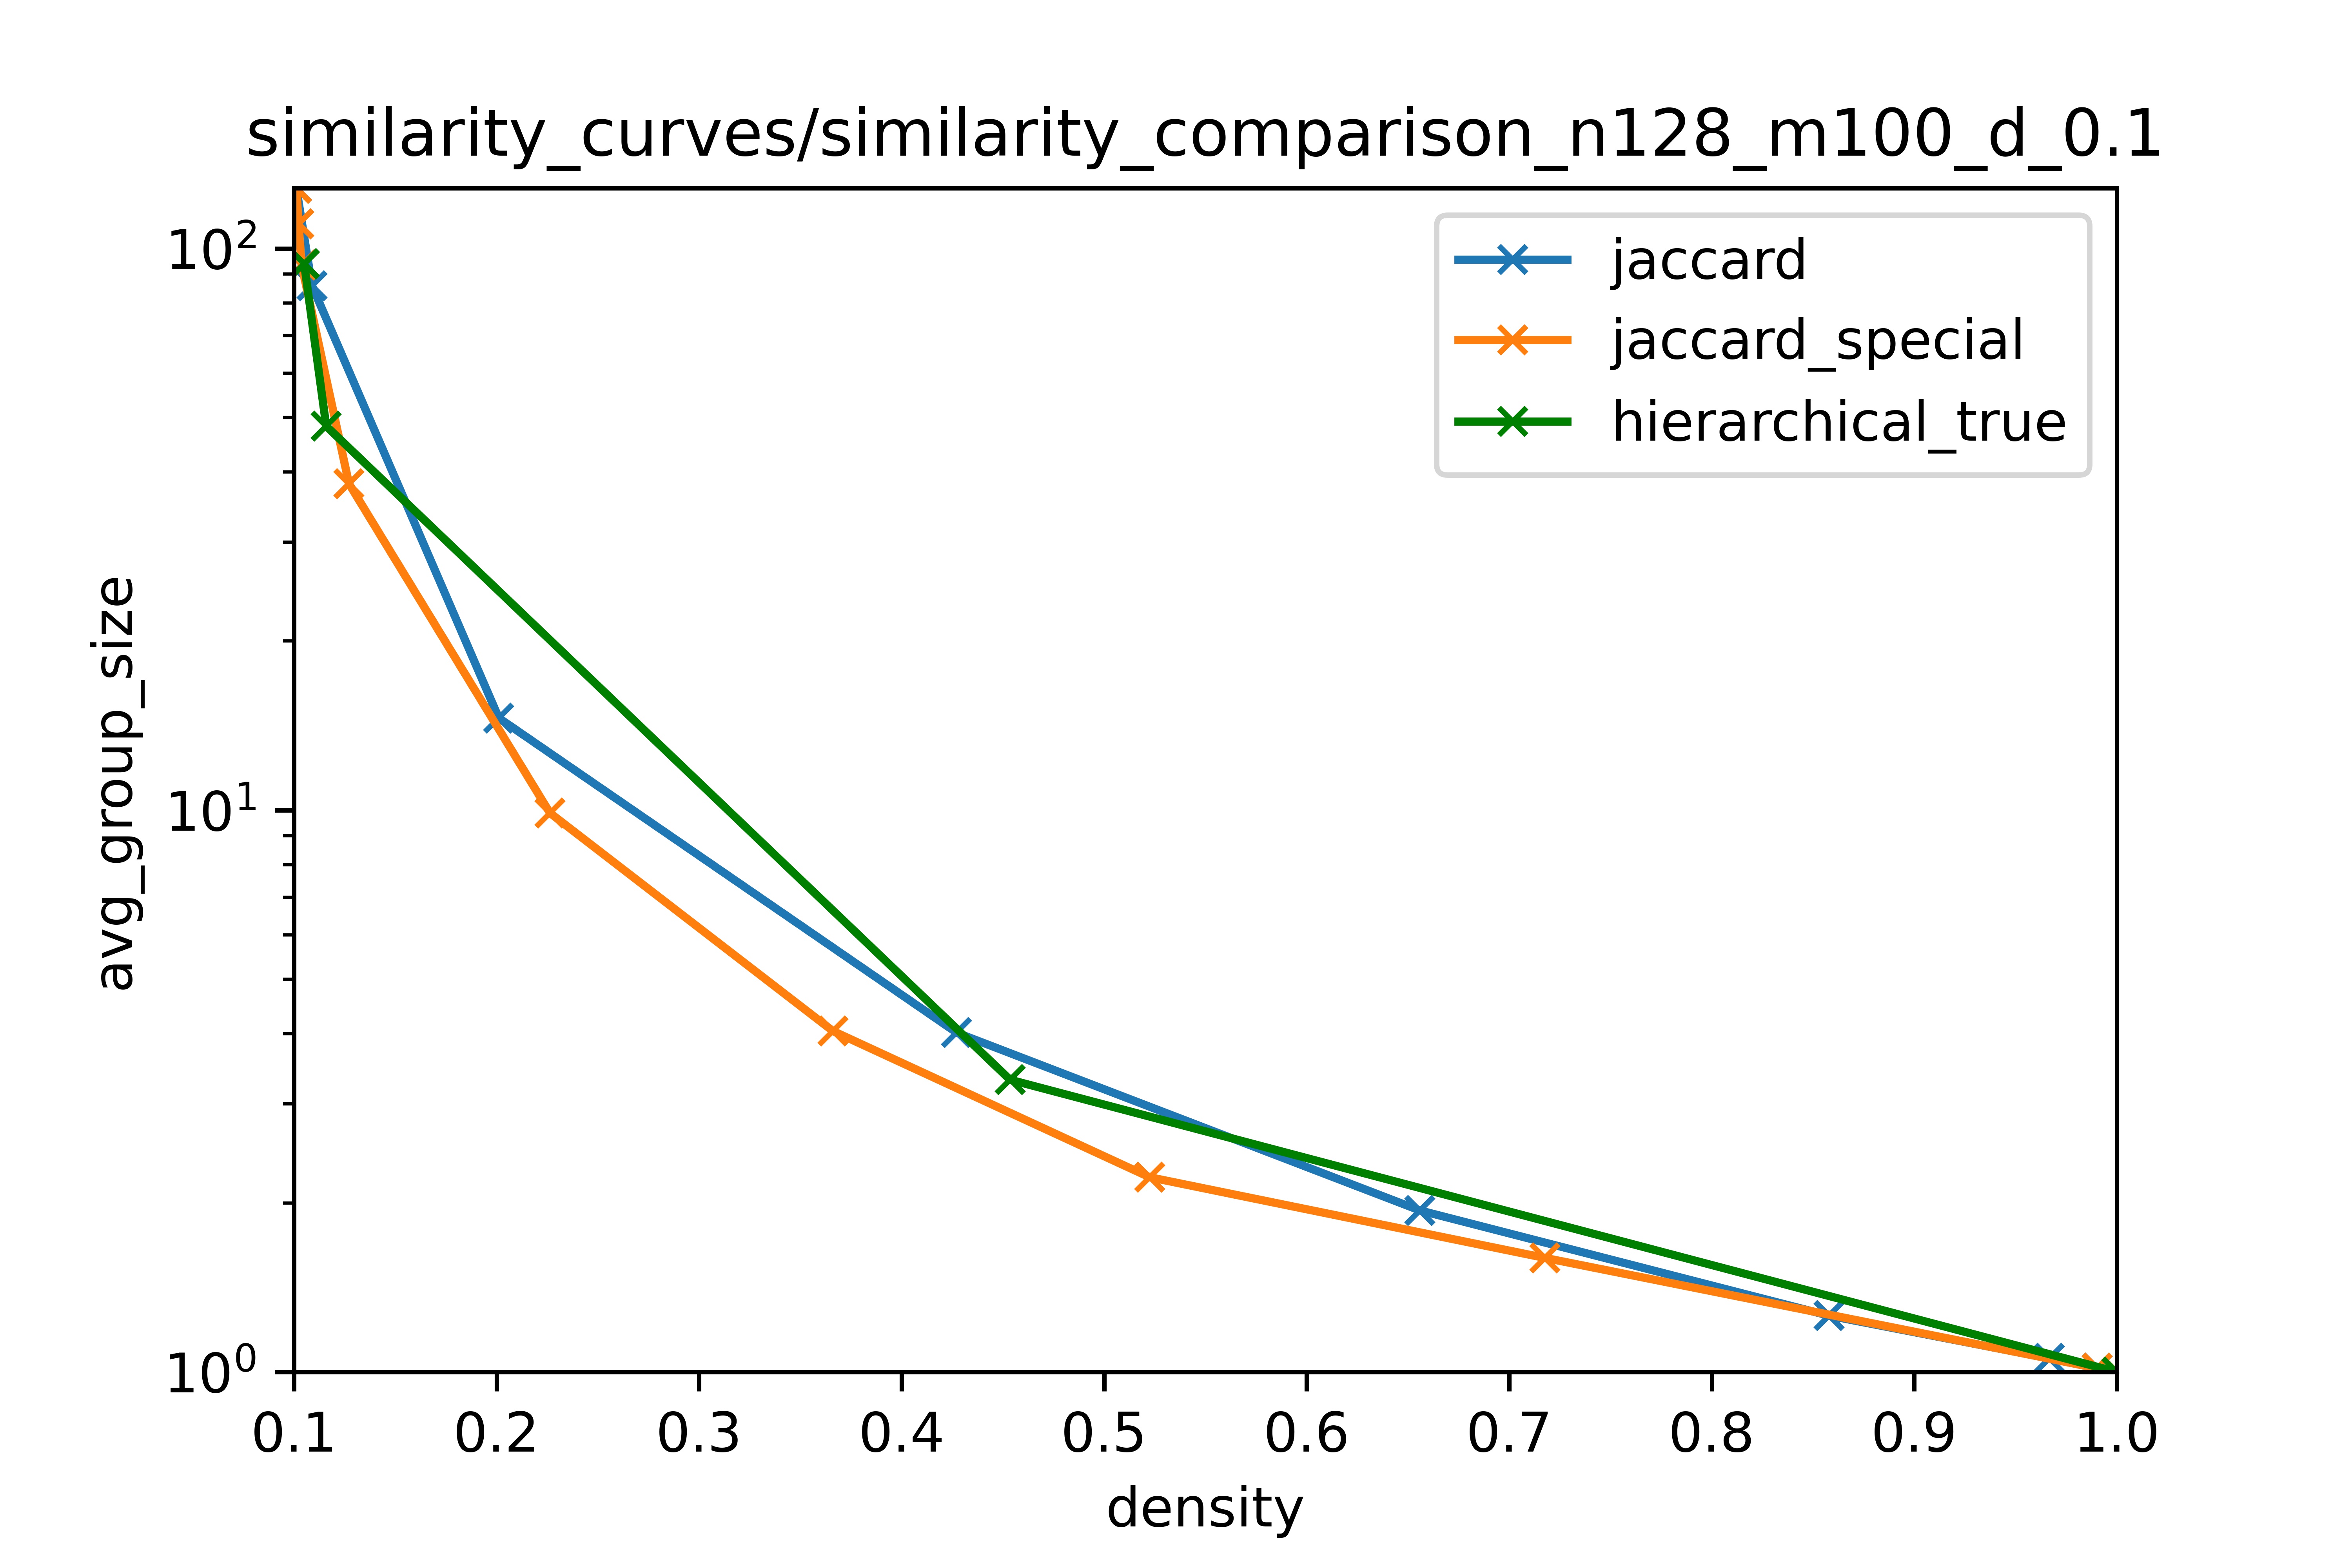 similarity_curves/similarity_comparison_n128_m100_d_0.1
jaccard
jaccard_special
hierarchical_true
avg_group_size
10²
10¹
10⁰
0.1 0.2 0.3 0.4 0.5 0.6 0.7 0.8 0.9 1.0
density